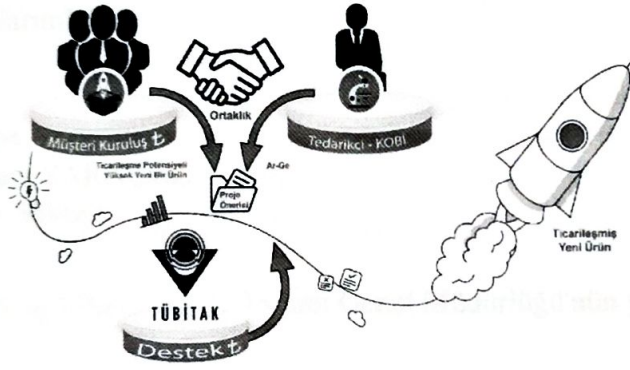 Ortaklık
Müşteri Kuruluş ₺
Tedarikçi - KOBİ
Ticarileşme Potansiyeli
Yüksek Yeni Bir Ürün
Ar-Ge
Proje
Önerisi
Ticarileşmiş
Yeni Ürün
TÜBİTAK
Destek ₺